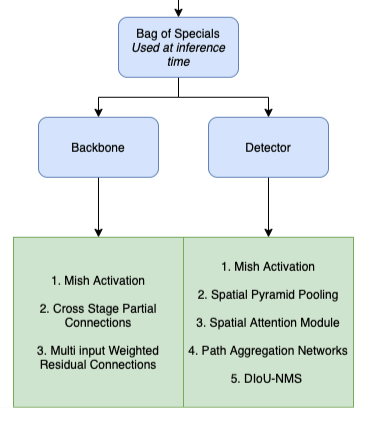 Bag of Specials
Used at inference
time
Backbone
Detector
1. Mish Activation
2. Cross Stage Partial
Connections
3. Multi input Weighted
Residual Connections
1. Mish Activation
2. Spatial Pyramid Pooling
3. Spatial Attention Module
4. Path Aggregation Networks
5. DIoU-NMS